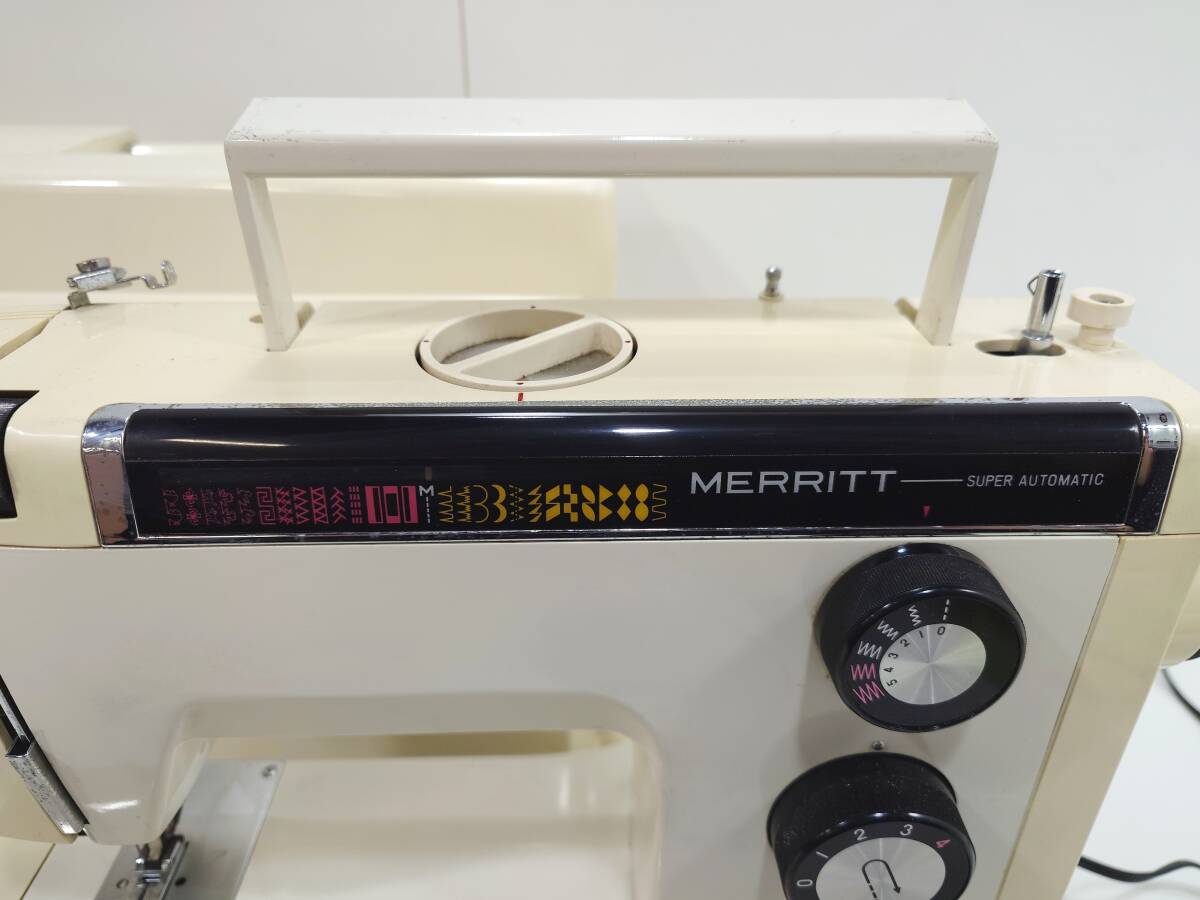 MERRITT
SUPER AUTOMATIC
M
0 1 2 3 4 5
0 1 2 3 4